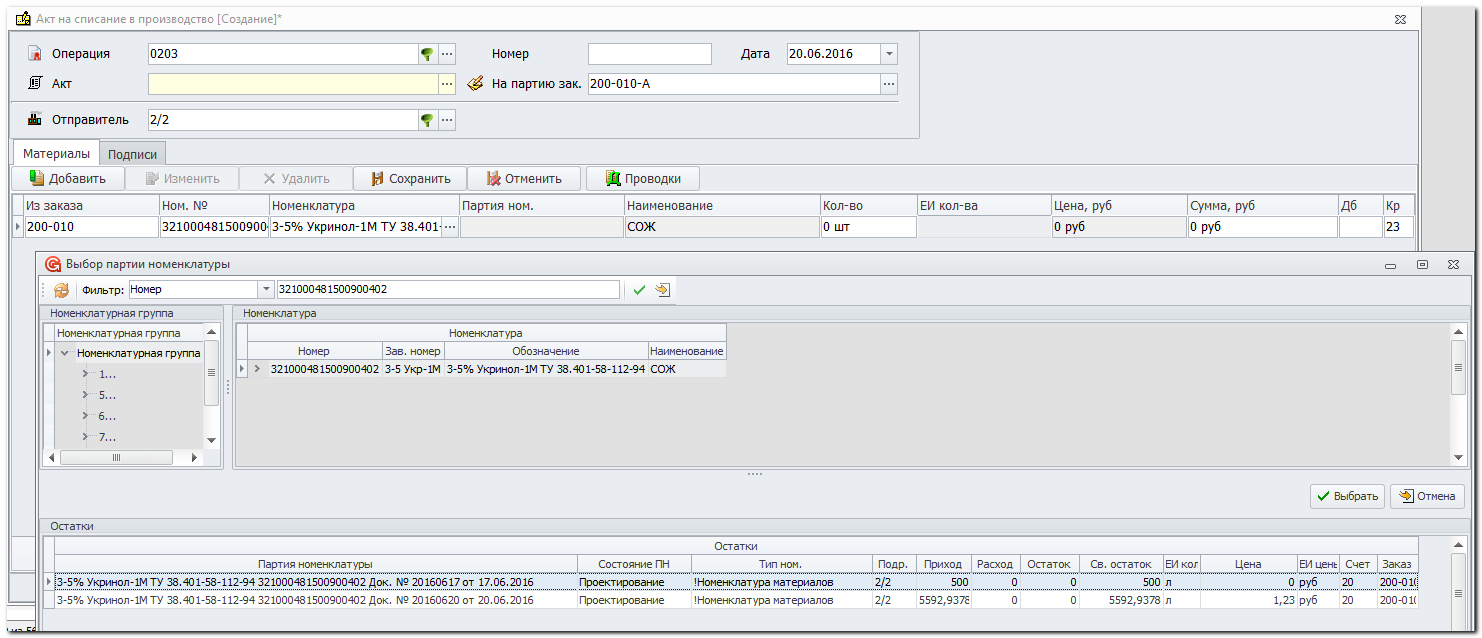 Акт на списание в производство [Создание]*
Операция 0203 Номер Дата 20.06.2016
Акт На партию зак. 200-010-А
Отправитель 2/2
Материалы Подписи
Добавить Изменить Удалить Сохранить Отменить Проводки
Из заказа Ном. № Номенклатура Партия ном. Наименование Кол-во ЕИ кол-ва Цена, руб Сумма, руб Дб Кр
200-010 321000481500900 3-5% Укринол-1М ТУ 38.401- СОЖ 0 шт 0 руб 0 руб 23
Выбор партии номенклатуры
Фильтр: Номер 321000481500900402
Номенклатурная группа Номенклатура
Номенклатурная группа Номенклатура
Номенклатурная группа Номер Зав. номер Обозначение Наименование
1... 321000481500900402 3-5 Укр-1М 3-5% Укринол-1М ТУ 38.401-58-112-94 СОЖ
5...
6...
7...
Выбрать Отмена
Остатки
Остатки
Партия номенклатуры Состояние ПН Тип ном. Подр. Приход Расход Остаток Св. остаток ЕИ кол Цена ЕИ цень Счет Заказ
3-5% Укринол-1М ТУ 38.401-58-112-94 321000481500900402 Док. № 20160617 от 17.06.2016 Проектирование !Номенклатура материалов 2/2 500 0 0 500 л 0 руб 20 200-010
3-5% Укринол-1М ТУ 38.401-58-112-94 321000481500900402 Док. № 20160620 от 20.06.2016 Проектирование !Номенклатура материалов 2/2 5592,9378 0 0 5592,9378 л 1,23 руб 20 200-010